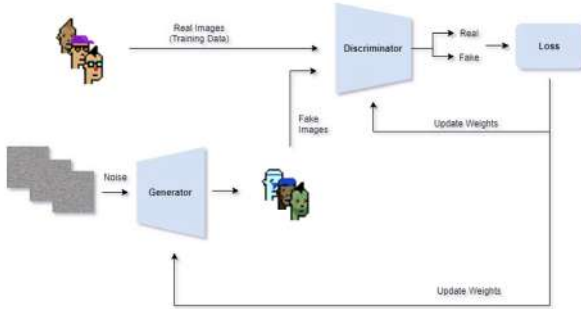 Real Images
(Training Data)
Discriminator
Real
Fake
Loss
Fake
Images
Update Weights
Noise
Generator
Update Weights